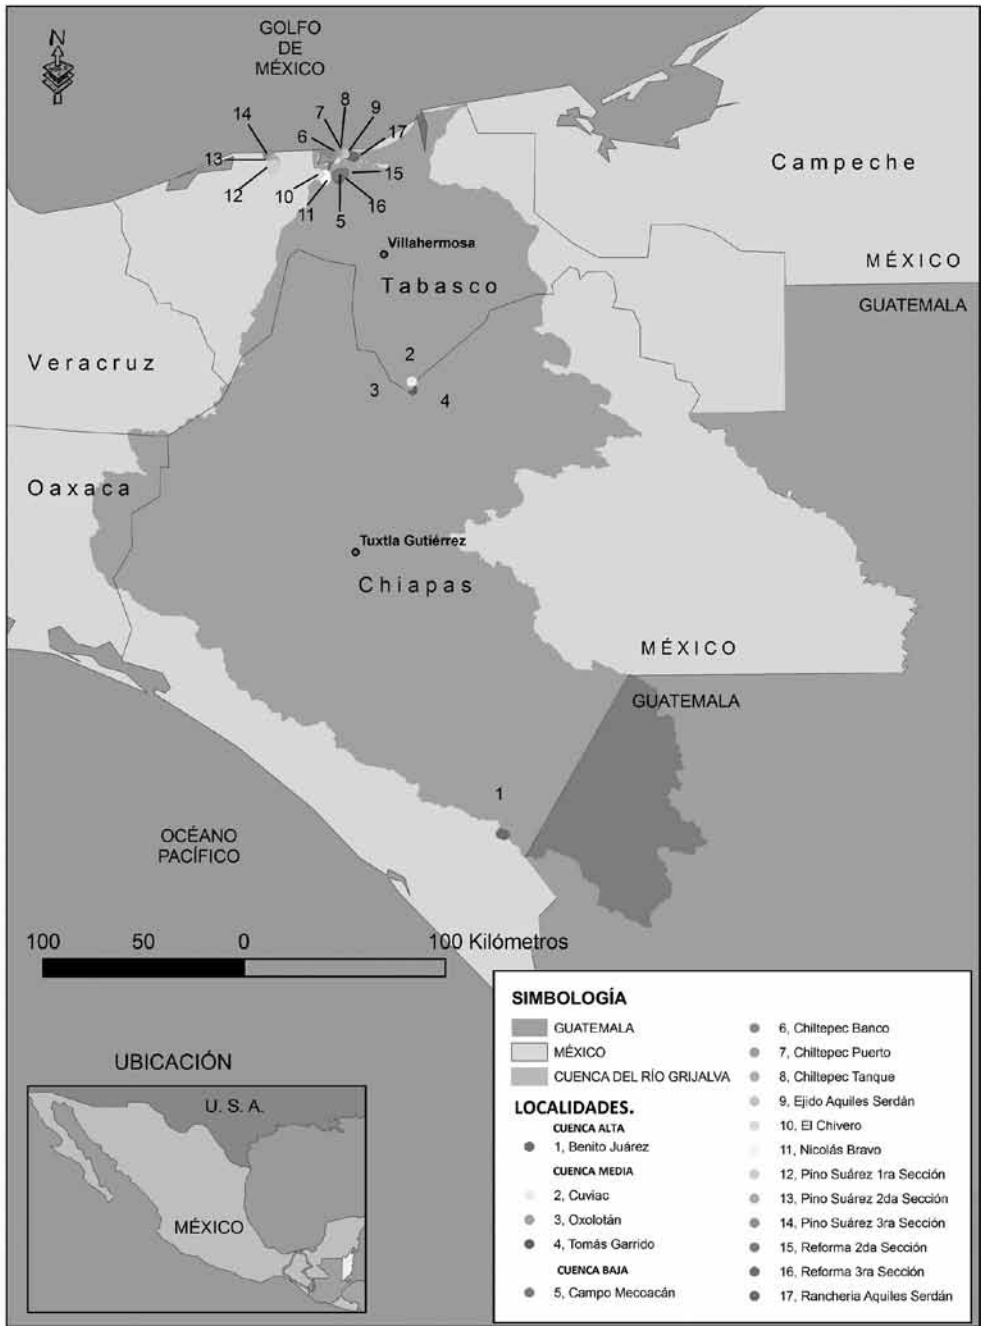 N
GOLFO
DE
MÉXICO
14
13
12
7
8
9
6
17
10
11
5
16
15
Campeche
Villahermosa
Tabasco
MÉXICO
GUATEMALA
Veracruz
2
3
4
Oaxaca
Tuxtla Gutiérrez
Chiapas
MÉXICO
GUATEMALA
1
OCÉANO
PACÍFICO
100 50 0 100 Kilómetros
UBICACIÓN
U. S. A.
MÉXICO
SIMBOLOGÍA
GUATEMALA
MÉXICO
CUENCA DEL RÍO GRIJALVA
LOCALIDADES.
CUENCA ALTA
1, Benito Juárez
CUENCA MEDIA
2, Cuviac
3, Oxolotán
4, Tomás Garrido
CUENCA BAJA
5, Campo Mecoacán
6, Chiltepec Banco
7, Chiltepec Puerto
8, Chiltepec Tanque
9, Ejido Aquiles Serdán
10, El Chivero
11, Nicolás Bravo
12, Pino Suárez 1ra Sección
13, Pino Suárez 2da Sección
14, Pino Suárez 3ra Sección
15, Reforma 2da Sección
16, Reforma 3ra Sección
17, Rancheria Aquiles Serdán